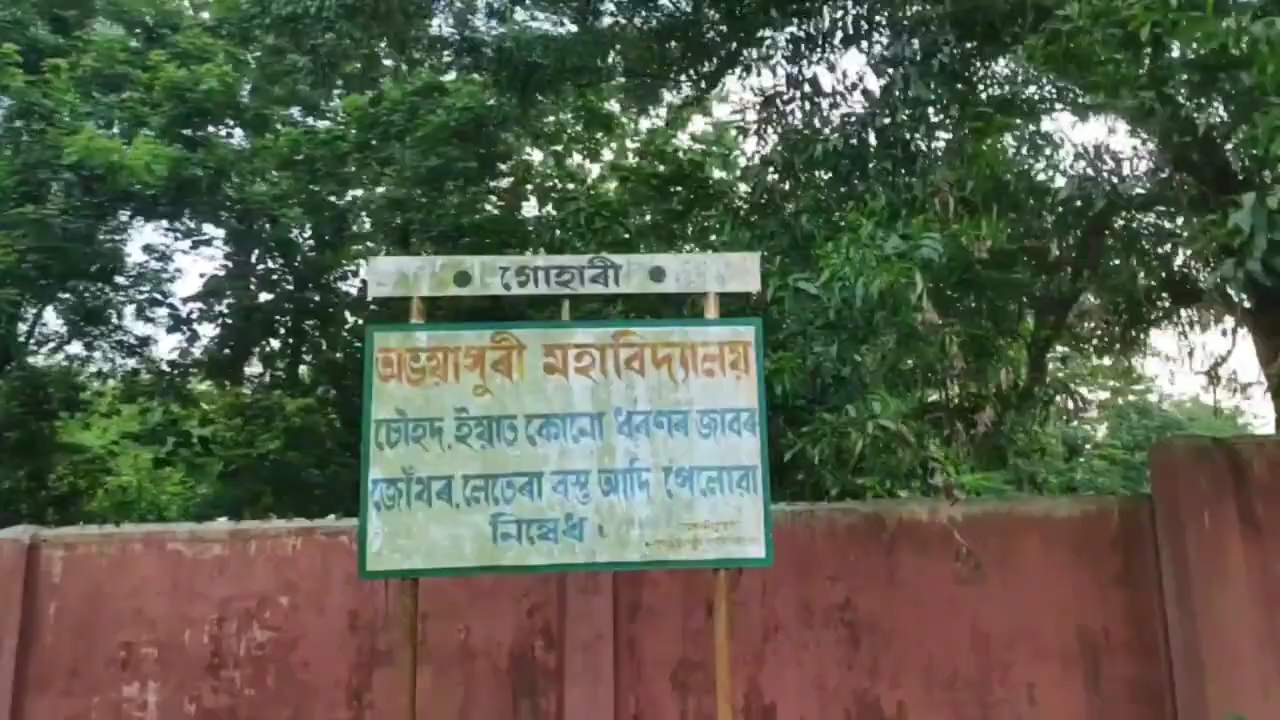 • গোহাৰী •
অভয়াপুৰী মহাবিদ্যালয়
চৌহদ, ইয়াত কোনো ধৰণৰ জাবৰ
জোঁথৰ, লেতেৰা বস্তু আদি পেলোৱা
নিষেধ :